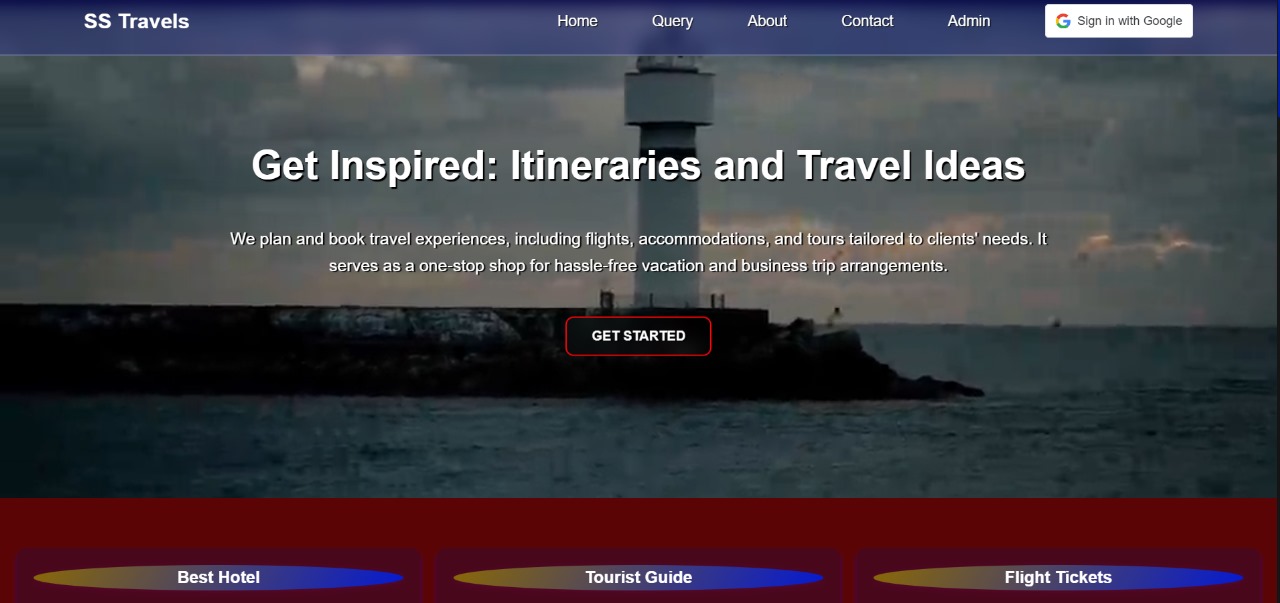 SS Travels
Home Query About Contact Admin Sign in with Google
Get Inspired: Itineraries and Travel Ideas
We plan and book travel experiences, including flights, accommodations, and tours tailored to clients' needs. It
serves as a one-stop shop for hassle-free vacation and business trip arrangements.
GET STARTED
Best Hotel
Tourist Guide
Flight Tickets